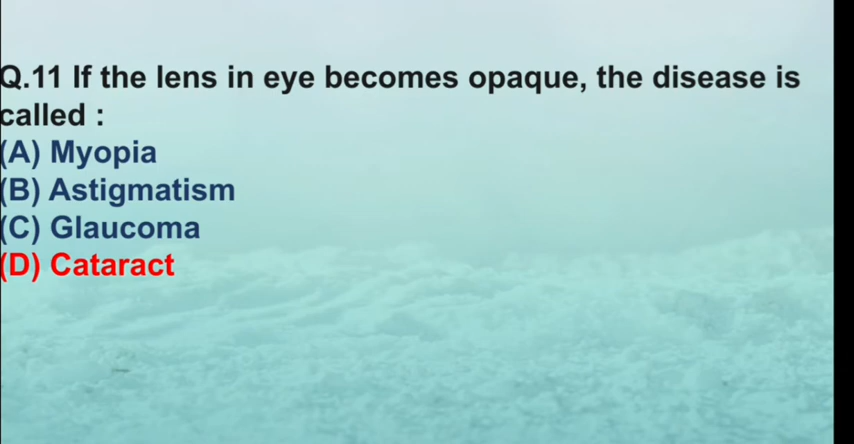 Q.11 If the lens in eye becomes opaque, the disease is
called :
(A) Myopia
(B) Astigmatism
(C) Glaucoma
(D) Cataract